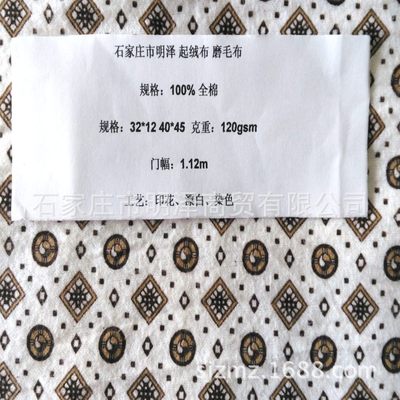 石家庄市明泽 起绒布 磨毛布
规格：100% 全棉
规格：32*12 40*45 克重：120gsm
门幅：1.12m
工艺：印花、漂白、染色
石家庄市明泽商贸有限公司
sjzmz.1688.com